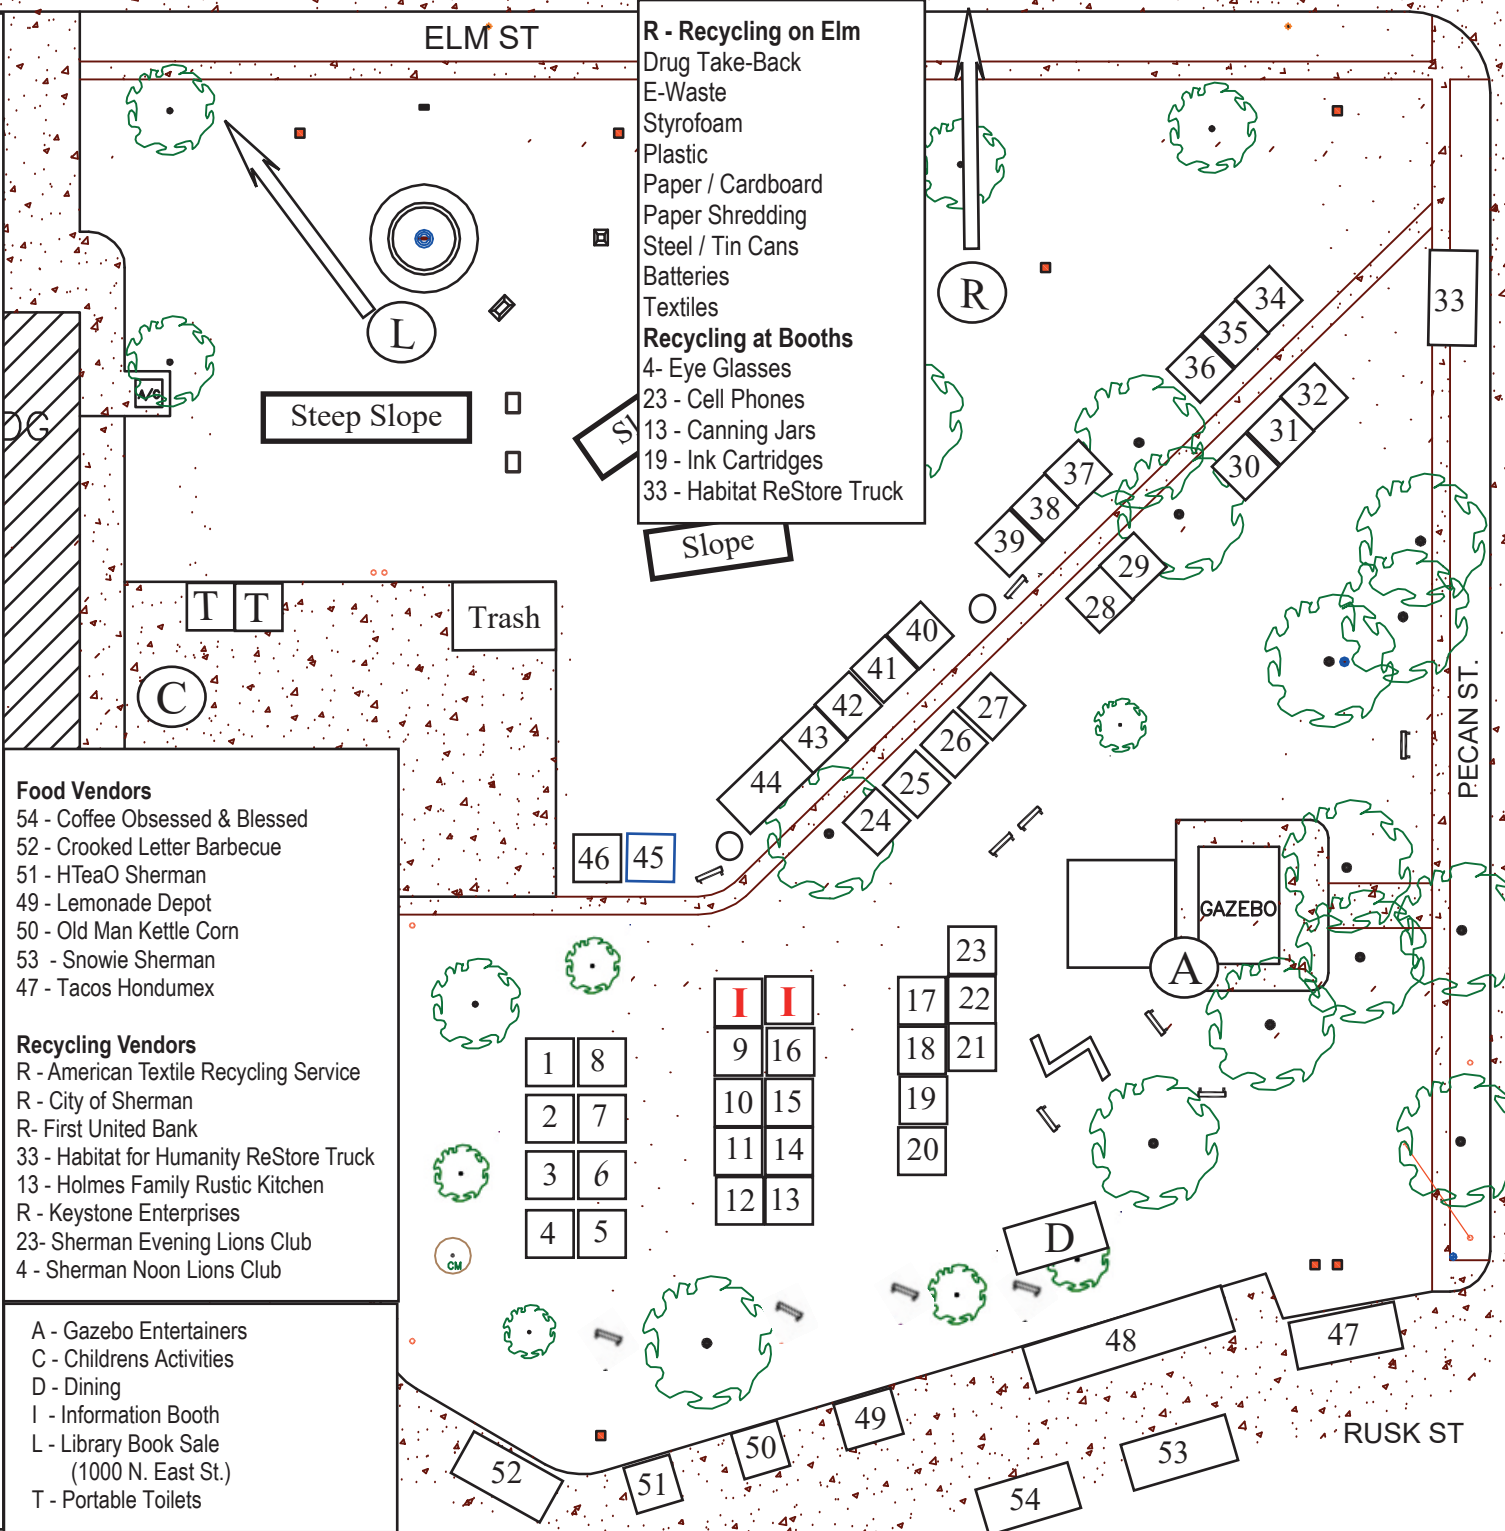 ELM ST
R - Recycling on Elm
Drug Take-Back
E-Waste
Styrofoam
Plastic
Paper / Cardboard
Paper Shredding
Steel / Tin Cans
Batteries
Textiles
Recycling at Booths
4- Eye Glasses
23 - Cell Phones
13 - Canning Jars
19 - Ink Cartridges
33 - Habitat ReStore Truck
R
L
34
35
36
33
32
31
30
A/C
DG
Steep Slope
Slope
37
38
39
29
28
T T
Trash
C
40
41
42
43
44
27
26
25
24
PECAN ST.
46 45
GAZEBO
A
Food Vendors
54 - Coffee Obsessed & Blessed
52 - Crooked Letter Barbecue
51 - HTeaO Sherman
49 - Lemonade Depot
50 - Old Man Kettle Corn
53 - Snowie Sherman
47 - Tacos Hondumex
Recycling Vendors
R - American Textile Recycling Service
R - City of Sherman
R- First United Bank
33 - Habitat for Humanity ReStore Truck
13 - Holmes Family Rustic Kitchen
R - Keystone Enterprises
23- Sherman Evening Lions Club
4 - Sherman Noon Lions Club
A - Gazebo Entertainers
C - Childrens Activities
D - Dining
I - Information Booth
L - Library Book Sale
(1000 N. East St.)
T - Portable Toilets
1 8
2 7
3 6
4 5
CM
I I
9 16
10 15
11 14
12 13
23
17 22
18 21
19
20
D
48
47
49
50
51
52
53
54
RUSK ST